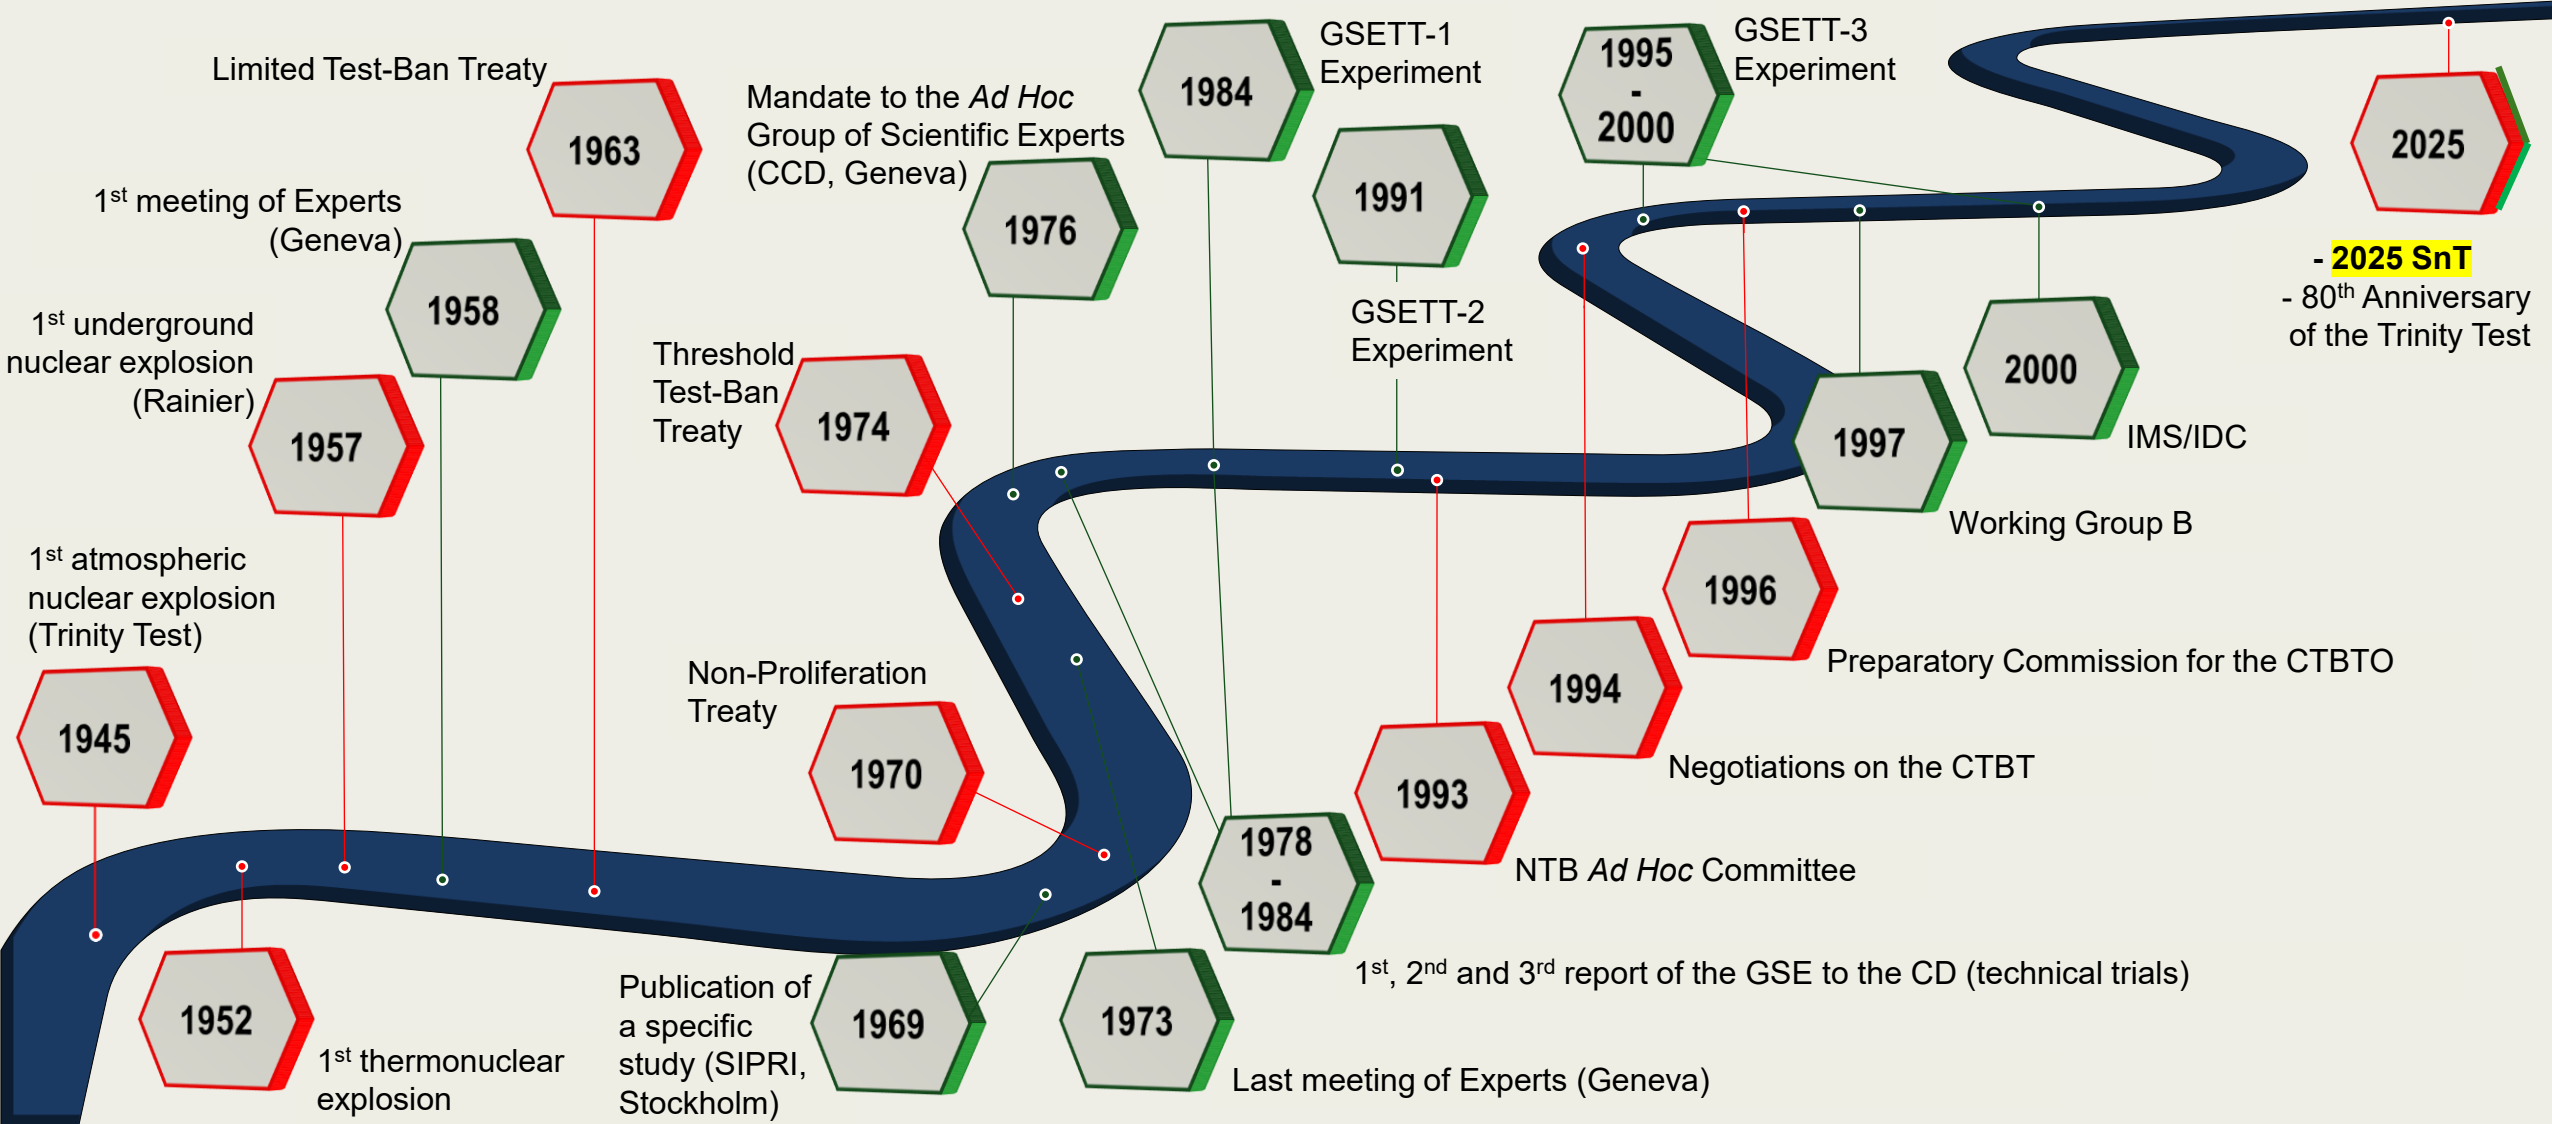 1st atmospheric
nuclear explosion
(Trinity Test)
1945
1952
1st thermonuclear
explosion
1st underground
nuclear explosion
(Rainier)
1957
1st meeting of Experts
(Geneva)
1958
Limited Test-Ban Treaty
1963
Publication of
a specific
study (SIPRI,
Stockholm)
1969
Non-Proliferation
Treaty
1970
1973
Last meeting of Experts (Geneva)
Threshold
Test-Ban
Treaty
1974
Mandate to the Ad Hoc
Group of Scientific Experts
(CCD, Geneva)
1976
1978
-
1984
1st, 2nd and 3rd report of the GSE to the CD (technical trials)
1984
GSETT-1
Experiment
1991
GSETT-2
Experiment
1993
NTB Ad Hoc Committee
1994
Negotiations on the CTBT
1995
-
2000
GSETT-3
Experiment
1996
Preparatory Commission for the CTBTO
1997
Working Group B
2000
IMS/IDC
2025
- 2025 SnT
- 80th Anniversary
of the Trinity Test